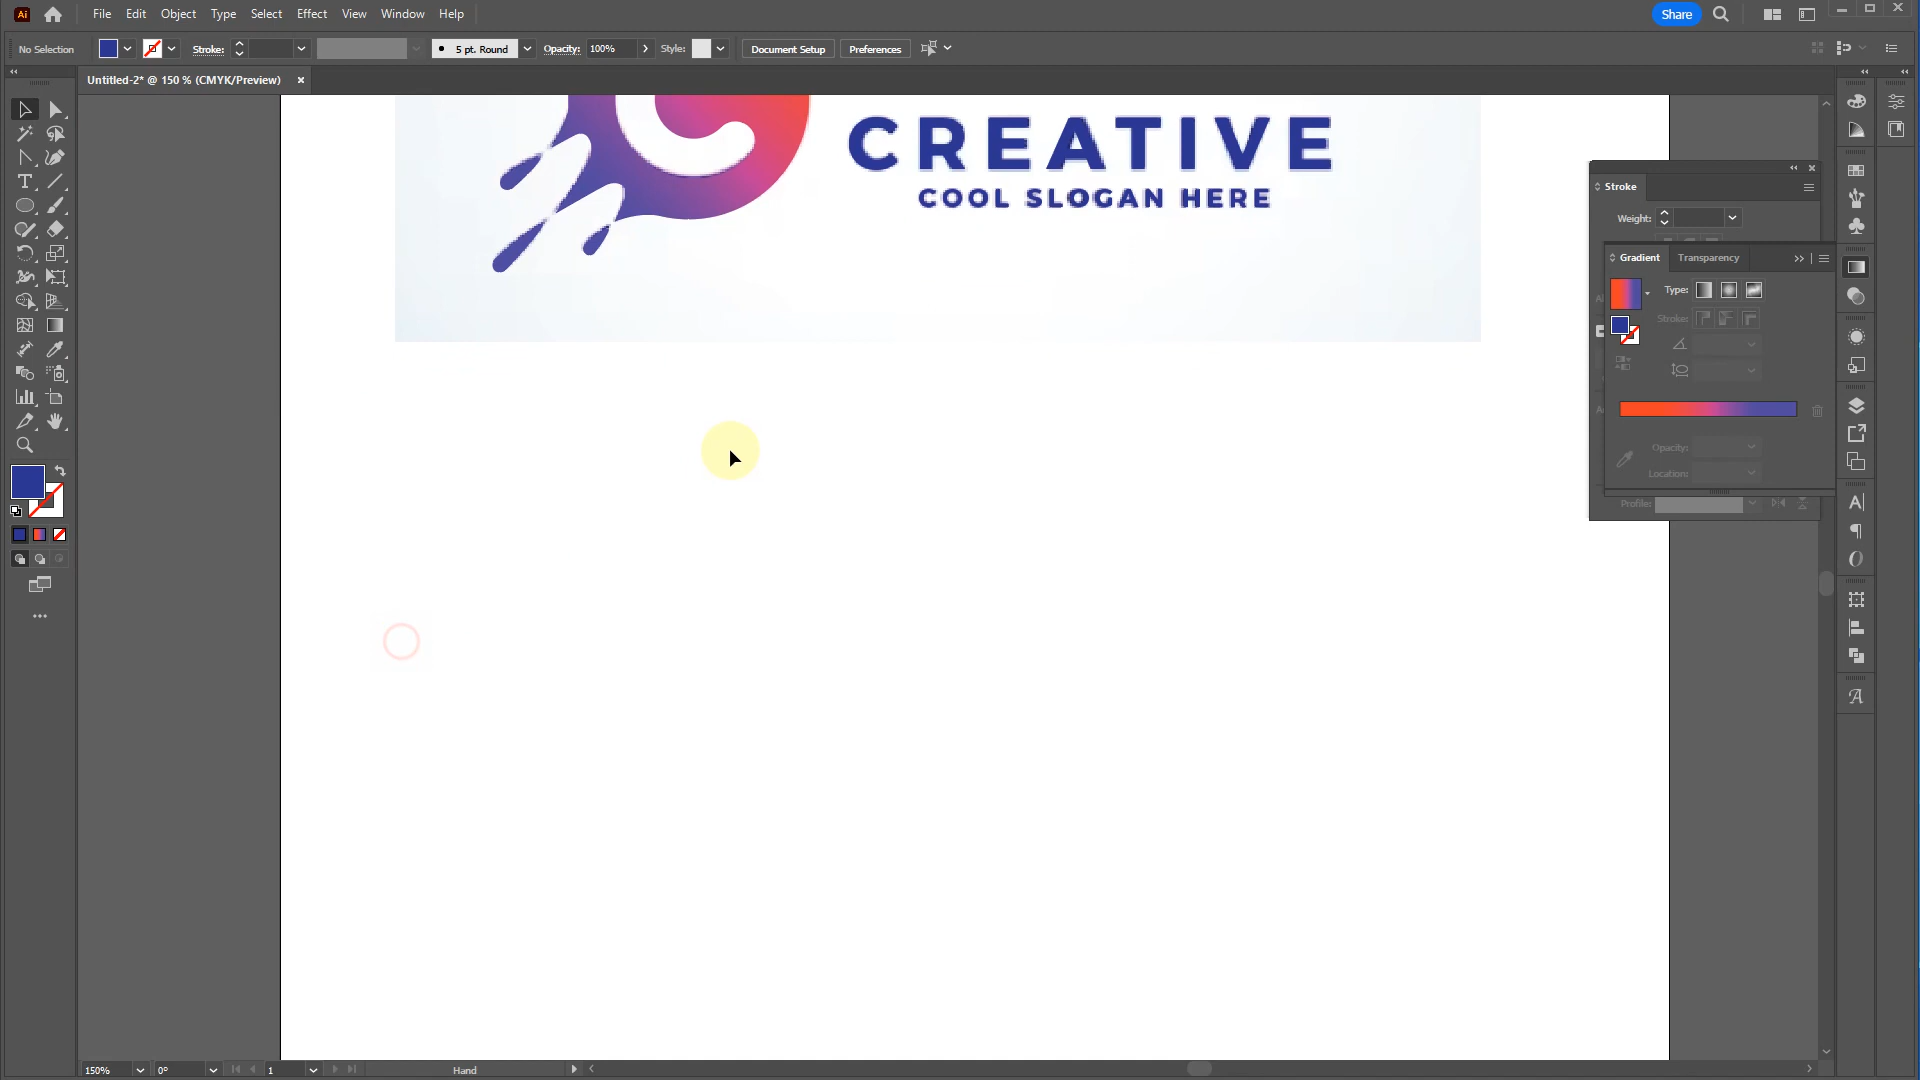 Ai File Edit Object Type Select Effect View Window Help Share
No Selection Stroke: 5 pt. Round Opacity: 100% Style: Document Setup Preferences
Untitled-2* @ 150 % (CMYK/Preview) ×
CREATIVE
COOL SLOGAN HERE
Stroke
Weight:
Gradient Transparency
Type:
Stroke:
Opacity:
Location:
Profile:
150% 0° 1 Hand